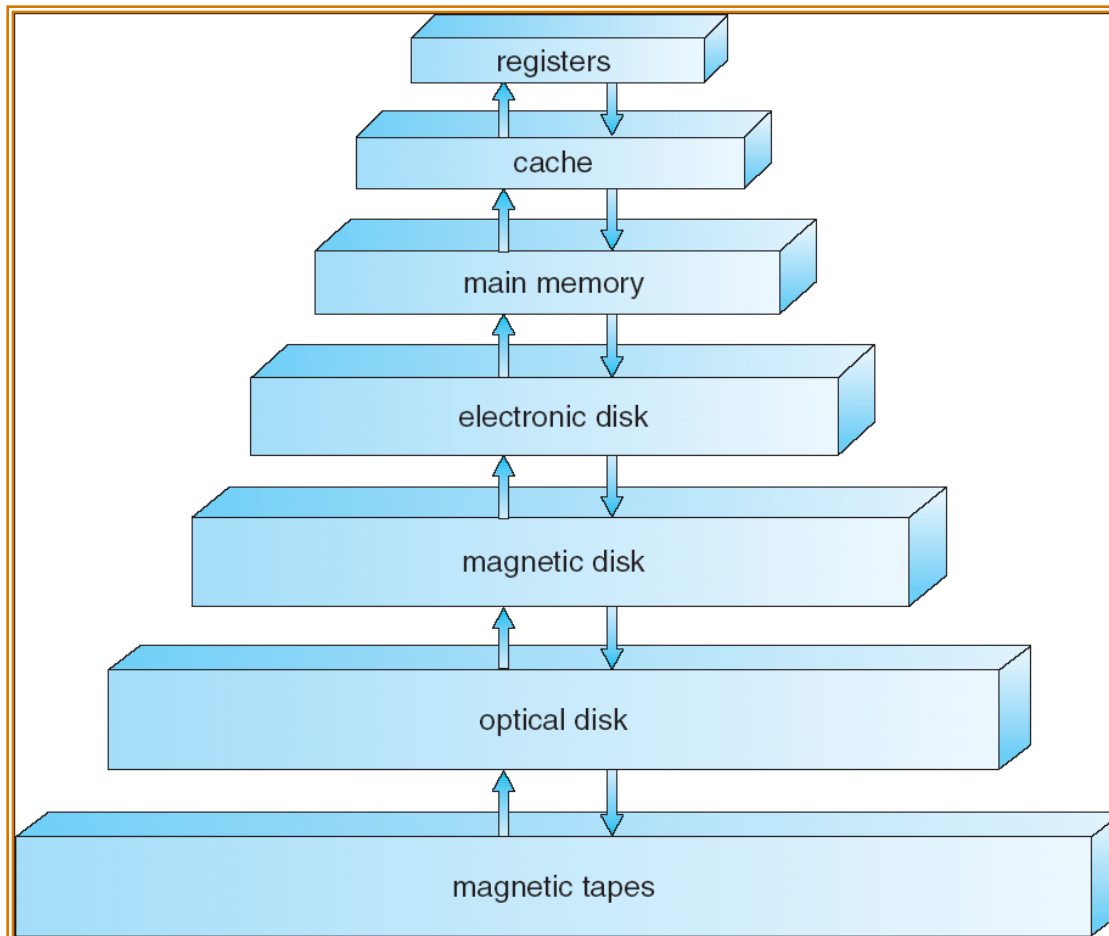 registers
cache
main memory
electronic disk
magnetic disk
optical disk
magnetic tapes